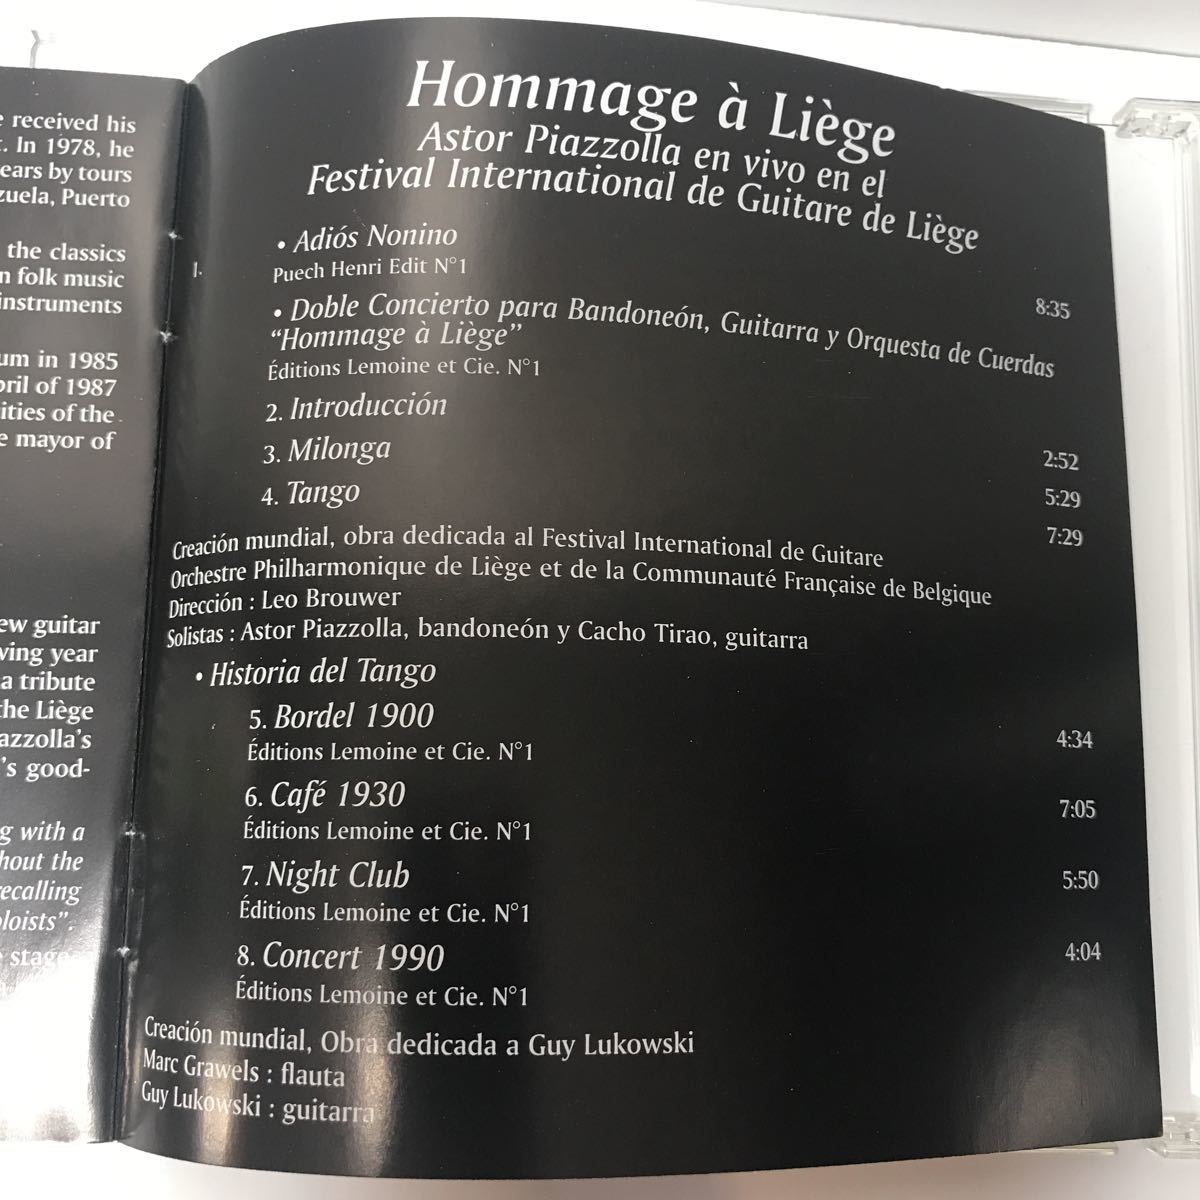 e received his
t. In 1978, he
ears by tours
zuela, Puerto
the classics
n folk music
instruments
um in 1985
pril of 1987
ities of the
e mayor of
ew guitar
wing year
a tribute
the Liège
azzolla's
's good-
g with a
hout the
ecalling
loists".
e stage
Hommage à Liège
Astor Piazzolla en vivo en el
Festival International de Guitare de Liège
1. • Adiós Nonino 8:35
Puech Henri Edit N°1
• Doble Concierto para Bandoneón, Guitarra y Orquesta de Cuerdas
"Hommage à Liège"
Éditions Lemoine et Cie. N°1
2. Introducción 2:52
3. Milonga 5:29
4. Tango 7:29
Creación mundial, obra dedicada al Festival International de Guitare
Orchestre Philharmonique de Liège et de la Communauté Française de Belgique
Dirección : Leo Brouwer
Solistas : Astor Piazzolla, bandoneón y Cacho Tirao, guitarra
• Historia del Tango
5. Bordel 1900 4:34
Éditions Lemoine et Cie. N°1
6. Café 1930 7:05
Éditions Lemoine et Cie. N°1
7. Night Club 5:50
Éditions Lemoine et Cie. N°1
8. Concert 1990 4:04
Éditions Lemoine et Cie. N°1
Creación mundial, Obra dedicada a Guy Lukowski
Marc Grawels : flauta
Guy Lukowski : guitarra